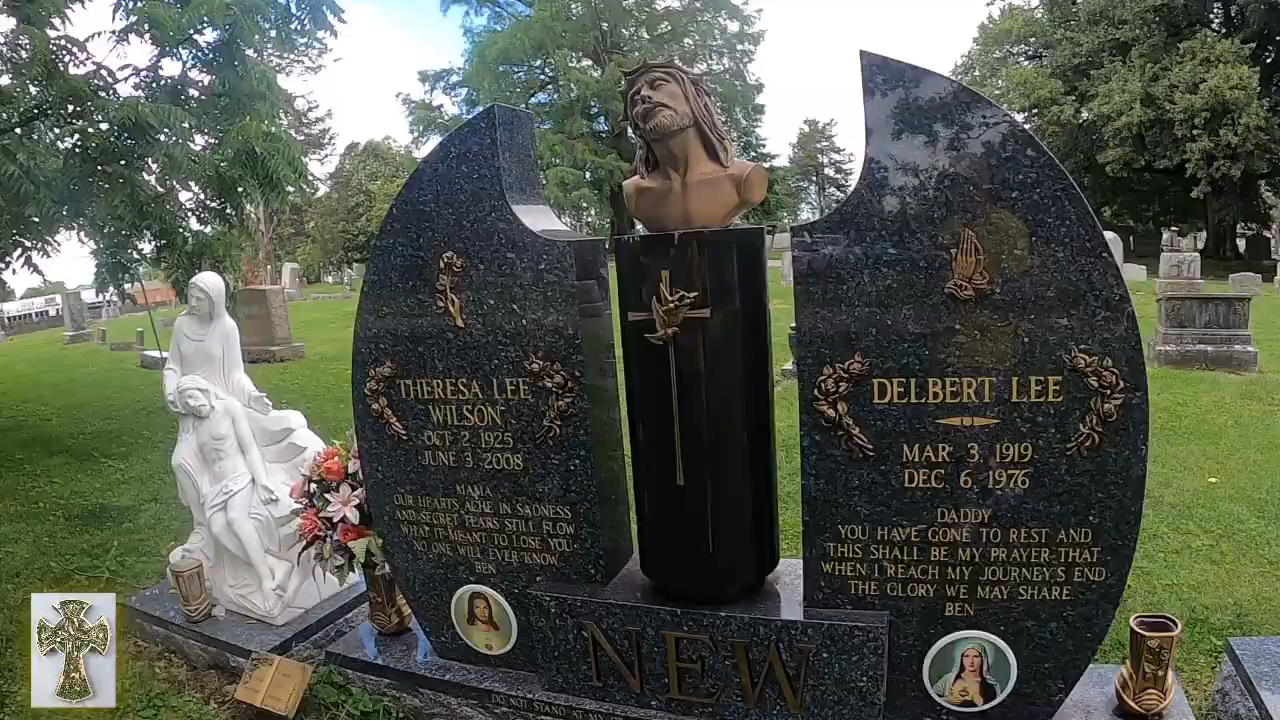 THERESA LEE
WILSON
OCT 2, 1925
JUNE 3, 2008
MAMA
OUR HEARTS ACHE IN SADNESS
AND SECRET TEARS STILL FLOW
WHAT IT MEANT TO LOSE YOU
NO ONE WILL EVER KNOW
BEN
DELBERT LEE
MAR 3, 1919
DEC 6, 1976
DADDY
YOU HAVE GONE TO REST AND
THIS SHALL BE MY PRAYER THAT
WHEN I REACH MY JOURNEY,S END
THE GLORY WE MAY SHARE.
BEN
NEW
DO NOT STAND AT MY